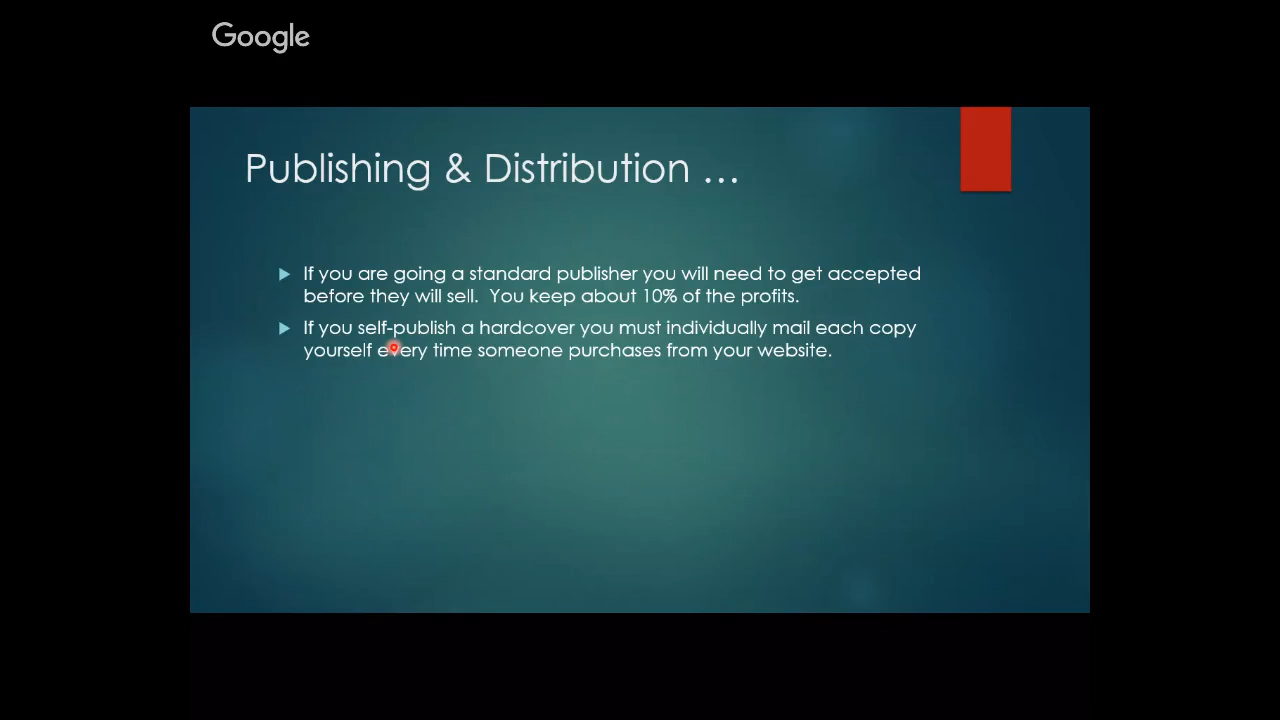 Google
Publishing & Distribution ...
If you are going a standard publisher you will need to get accepted
before they will sell.  You keep about 10% of the profits.
If you self-publish a hardcover you must individually mail each copy
yourself every time someone purchases from your website.